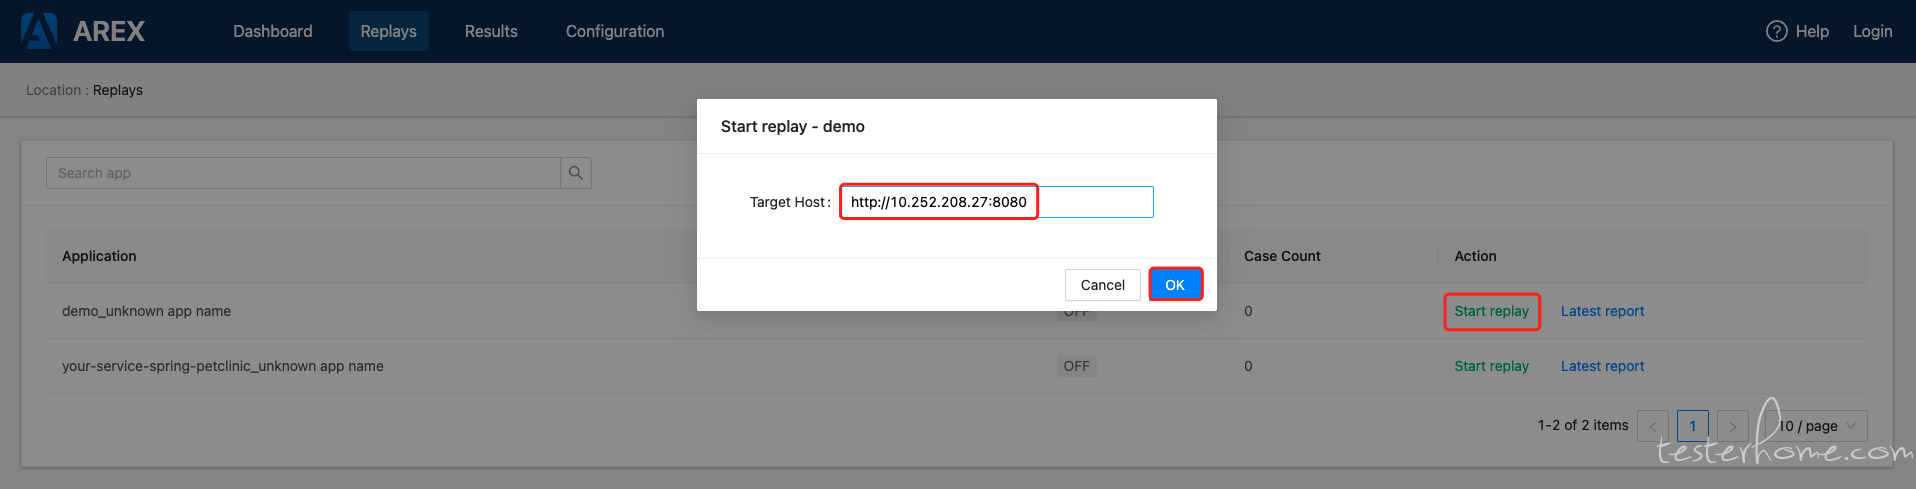 AREX Dashboard Replays Results Configuration ? Help Login
Location : Replays
Start replay - demo
Search app
Target Host : http://10.252.208.27:8080
Application Case Count Action
Cancel OK
demo_unknown app name OFF 0 Start replay Latest report
your-service-spring-petclinic_unknown app name OFF 0 Start replay Latest report
1-2 of 2 items < 1 > 10 / page
testerhome.com